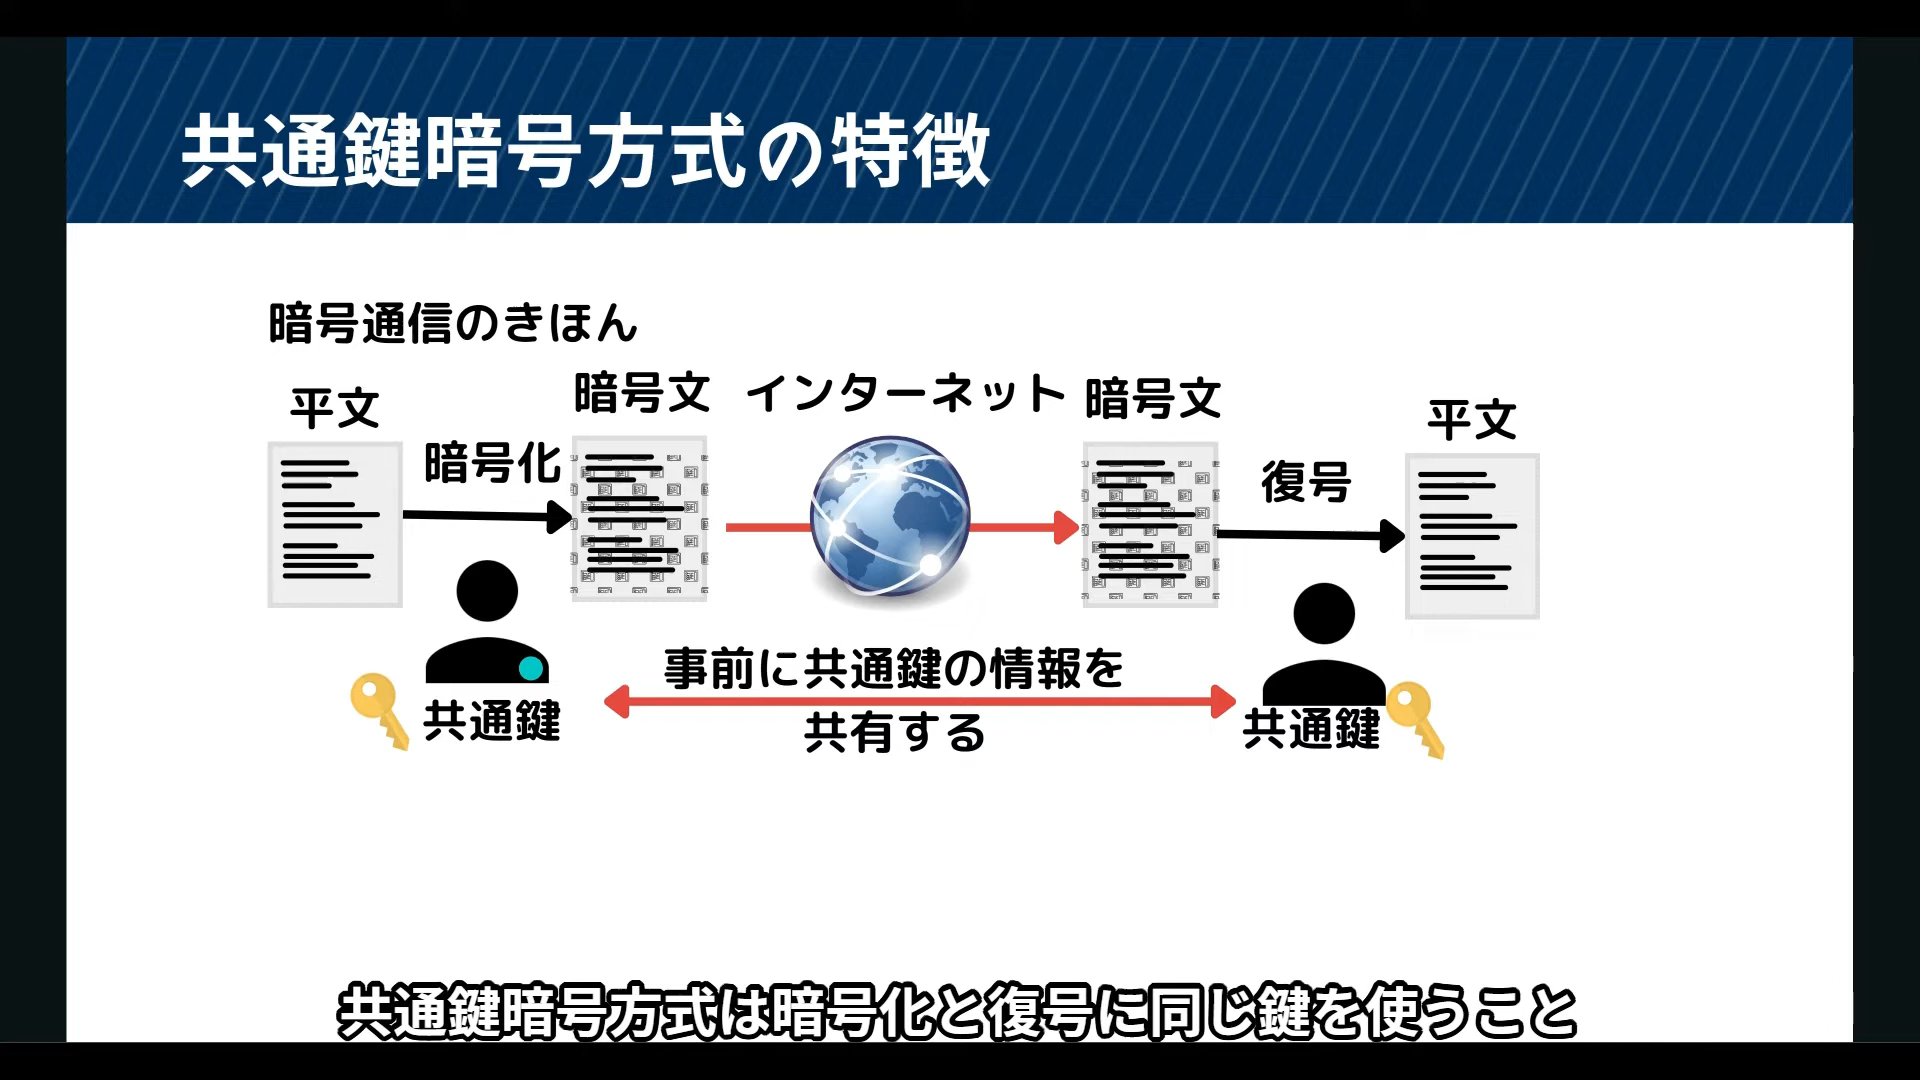 共通鍵暗号方式の特徴
暗号通信のきほん
平文
暗号化
暗号文
インターネット
暗号文
復号
平文
共通鍵
事前に共通鍵の情報を
共有する
共通鍵
共通鍵暗号方式は暗号化と復号に同じ鍵を使うこと